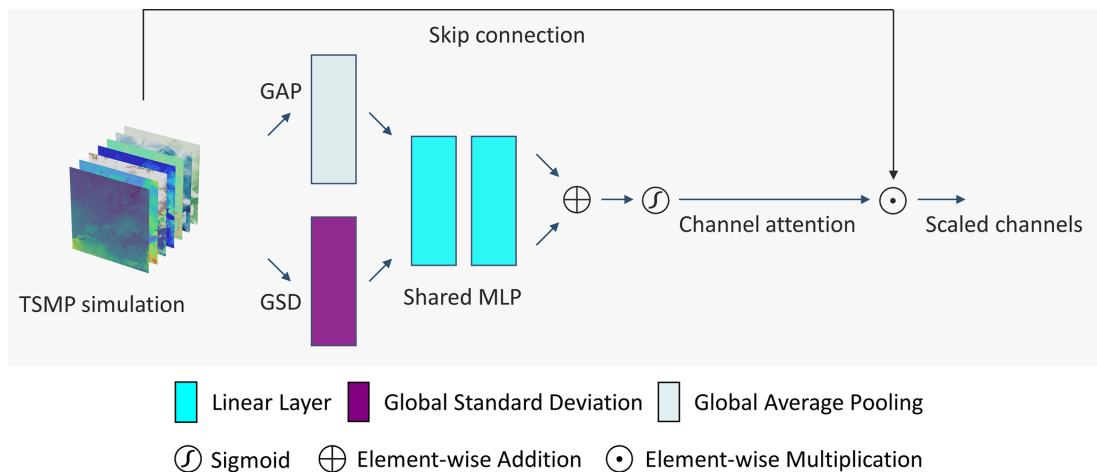 Skip connection
GAP
GSD
TSMP simulation
Shared MLP
Channel attention
Scaled channels
Linear Layer
Global Standard Deviation
Global Average Pooling
Sigmoid
Element-wise Addition
Element-wise Multiplication